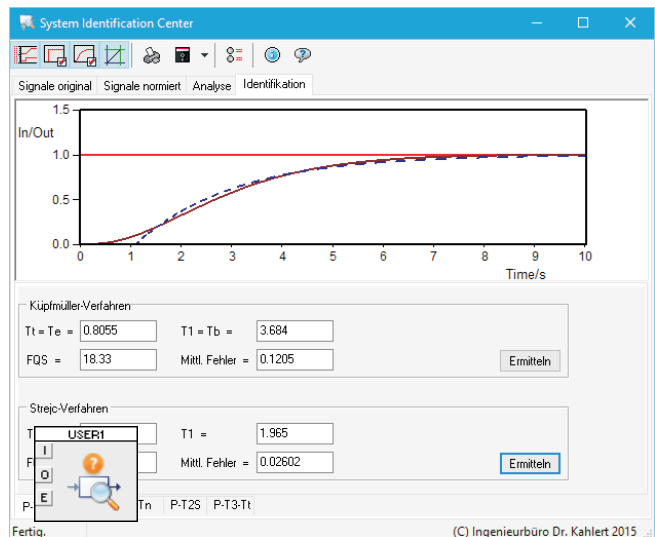 System Identification Center
Signale original Signale normiert Analyse Identifikation
1.5
In/Out
1.0
0.5
0.0
0 1 2 3 4 5 6 7 8 9 10
Time/s
Küpfmüller-Verfahren
Tt = Te = 0.8055 T1 = Tb = 3.684
FQS = 18.33 Mittl. Fehler = 0.1205 Ermitteln
Strejc-Verfahren
T T1 = 1.965
F Mittl. Fehler = 0.02602 Ermitteln
USER1
I
O
E
?
P- Tn P-T2S P-T3-Tt
Fertig. (C) Ingenieurbüro Dr. Kahlert 2015